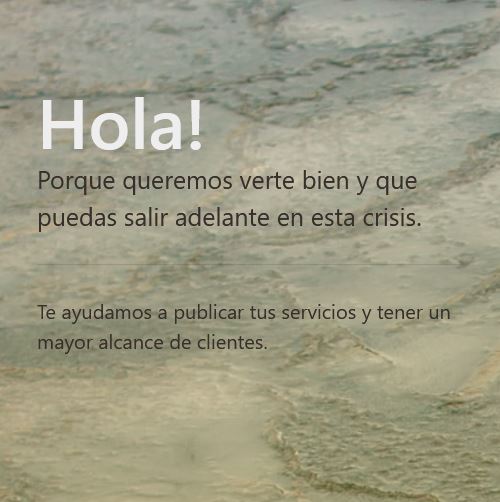 Hola!
Porque queremos verte bien y que
puedas salir adelante en esta crisis.
Te ayudamos a publicar tus servicios y tener un
mayor alcance de clientes.